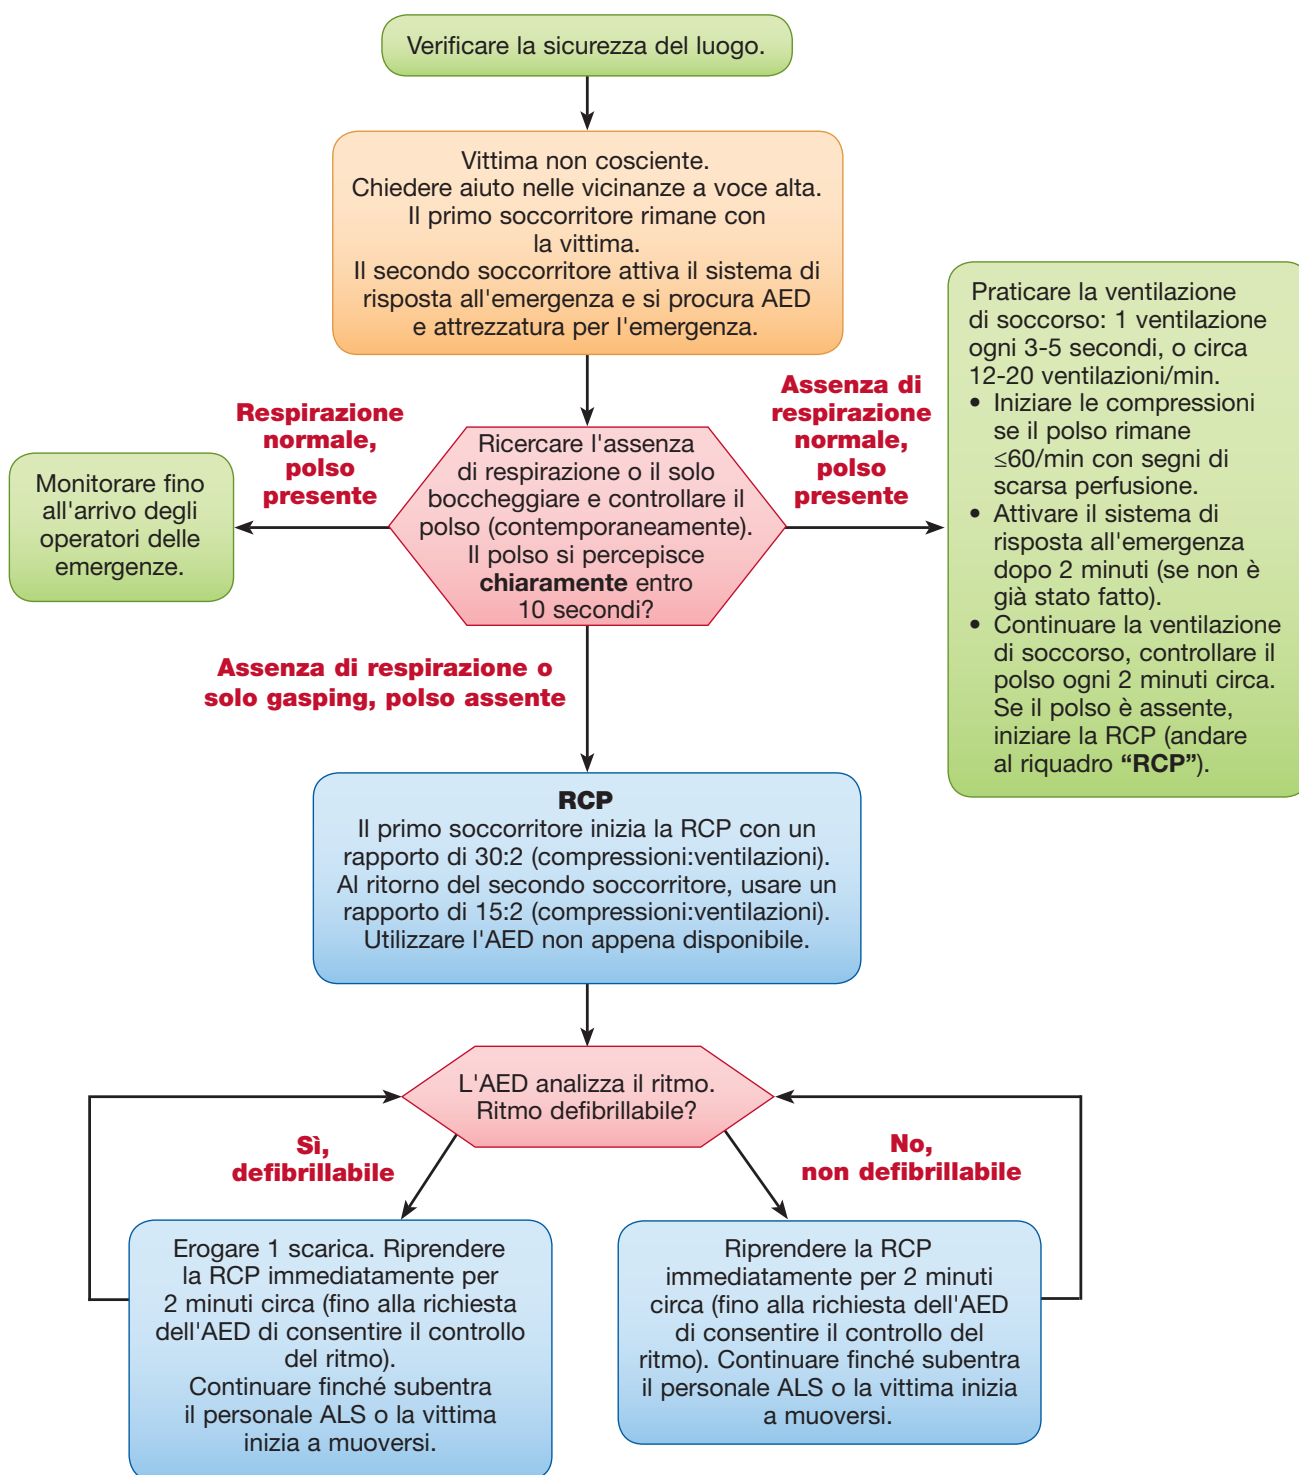 Verificare la sicurezza del luogo.
Vittima non cosciente.
Chiedere aiuto nelle vicinanze a voce alta.
Il primo soccorritore rimane con
la vittima.
Il secondo soccorritore attiva il sistema di
risposta all'emergenza e si procura AED
e attrezzatura per l'emergenza.
Respirazione
normale,
polso
presente
Monitorare fino
all'arrivo degli
operatori delle
emergenze.
Ricercare l'assenza
di respirazione o il solo
boccheggiare e controllare il
polso (contemporaneamente).
Il polso si percepisce
chiaramente entro
10 secondi?
Assenza di
respirazione
normale,
polso
presente
Praticare la ventilazione
di soccorso: 1 ventilazione
ogni 3-5 secondi, o circa
12-20 ventilazioni/min.
• Iniziare le compressioni
se il polso rimane
≤60/min con segni di
scarsa perfusione.
• Attivare il sistema di
risposta all'emergenza
dopo 2 minuti (se non è
già stato fatto).
• Continuare la ventilazione
di soccorso, controllare il
polso ogni 2 minuti circa.
Se il polso è assente,
iniziare la RCP (andare
al riquadro “RCP”).
Assenza di respirazione o
solo gasping, polso assente
RCP
Il primo soccorritore inizia la RCP con un
rapporto di 30:2 (compressioni:ventilazioni).
Al ritorno del secondo soccorritore, usare un
rapporto di 15:2 (compressioni:ventilazioni).
Utilizzare l'AED non appena disponibile.
L'AED analizza il ritmo.
Ritmo defibrillabile?
Sì,
defibrillabile
No,
non defibrillabile
Erogare 1 scarica. Riprendere
la RCP immediatamente per
2 minuti circa (fino alla richiesta
dell'AED di consentire il controllo
del ritmo).
Continuare finché subentra
il personale ALS o la vittima
inizia a muoversi.
Riprendere la RCP
immediatamente per 2 minuti
circa (fino alla richiesta dell'AED
di consentire il controllo del
ritmo). Continuare finché subentra
il personale ALS o la vittima inizia
a muoversi.